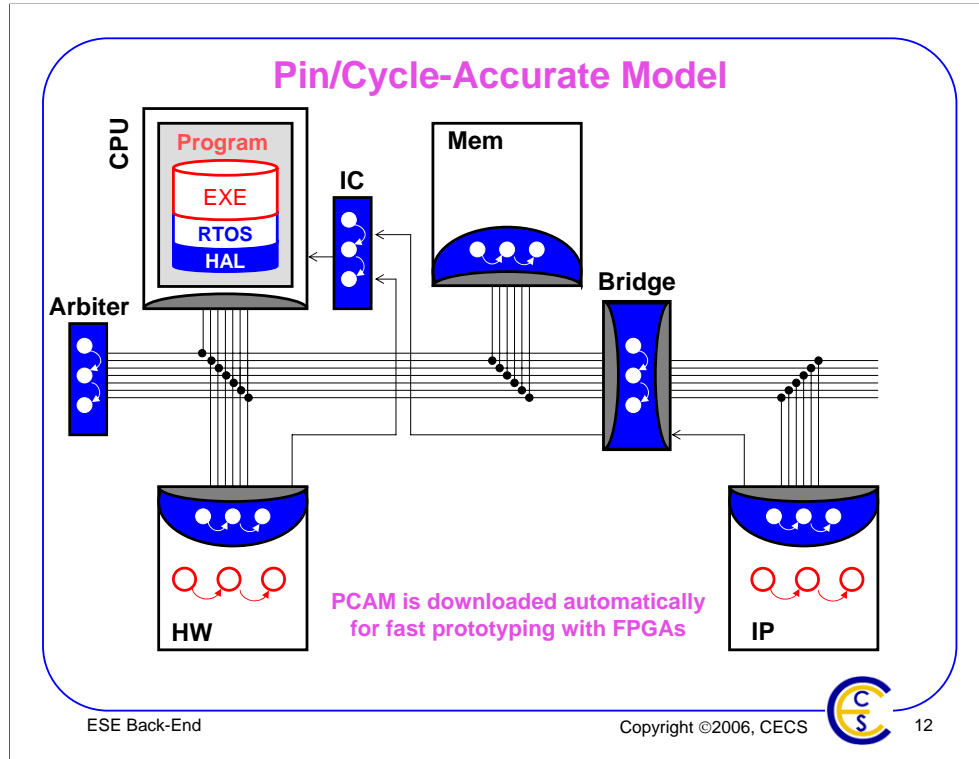 Pin/Cycle-Accurate Model
CPU
Program
EXE
RTOS
HAL
IC
Mem
Bridge
Arbiter
HW
PCAM is downloaded automatically
for fast prototyping with FPGAs
IP
ESE Back-End
Copyright ©2006, CECS
C
S
12